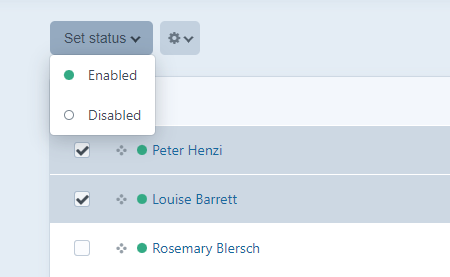 Set status
Enabled
Disabled
Peter Henzi
Louise Barrett
Rosemary Blersch